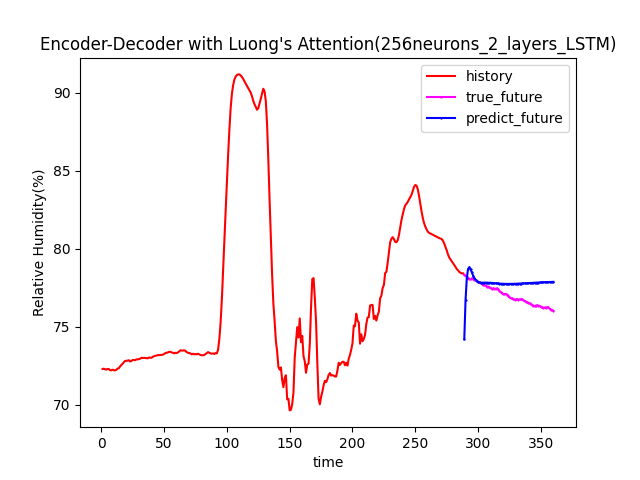 Encoder-Decoder with Luong's Attention(256neurons_2_layers_LSTM)
history
true_future
predict_future
Relative Humidity(%)
90
85
80
75
70
0 50 100 150 200 250 300 350
time